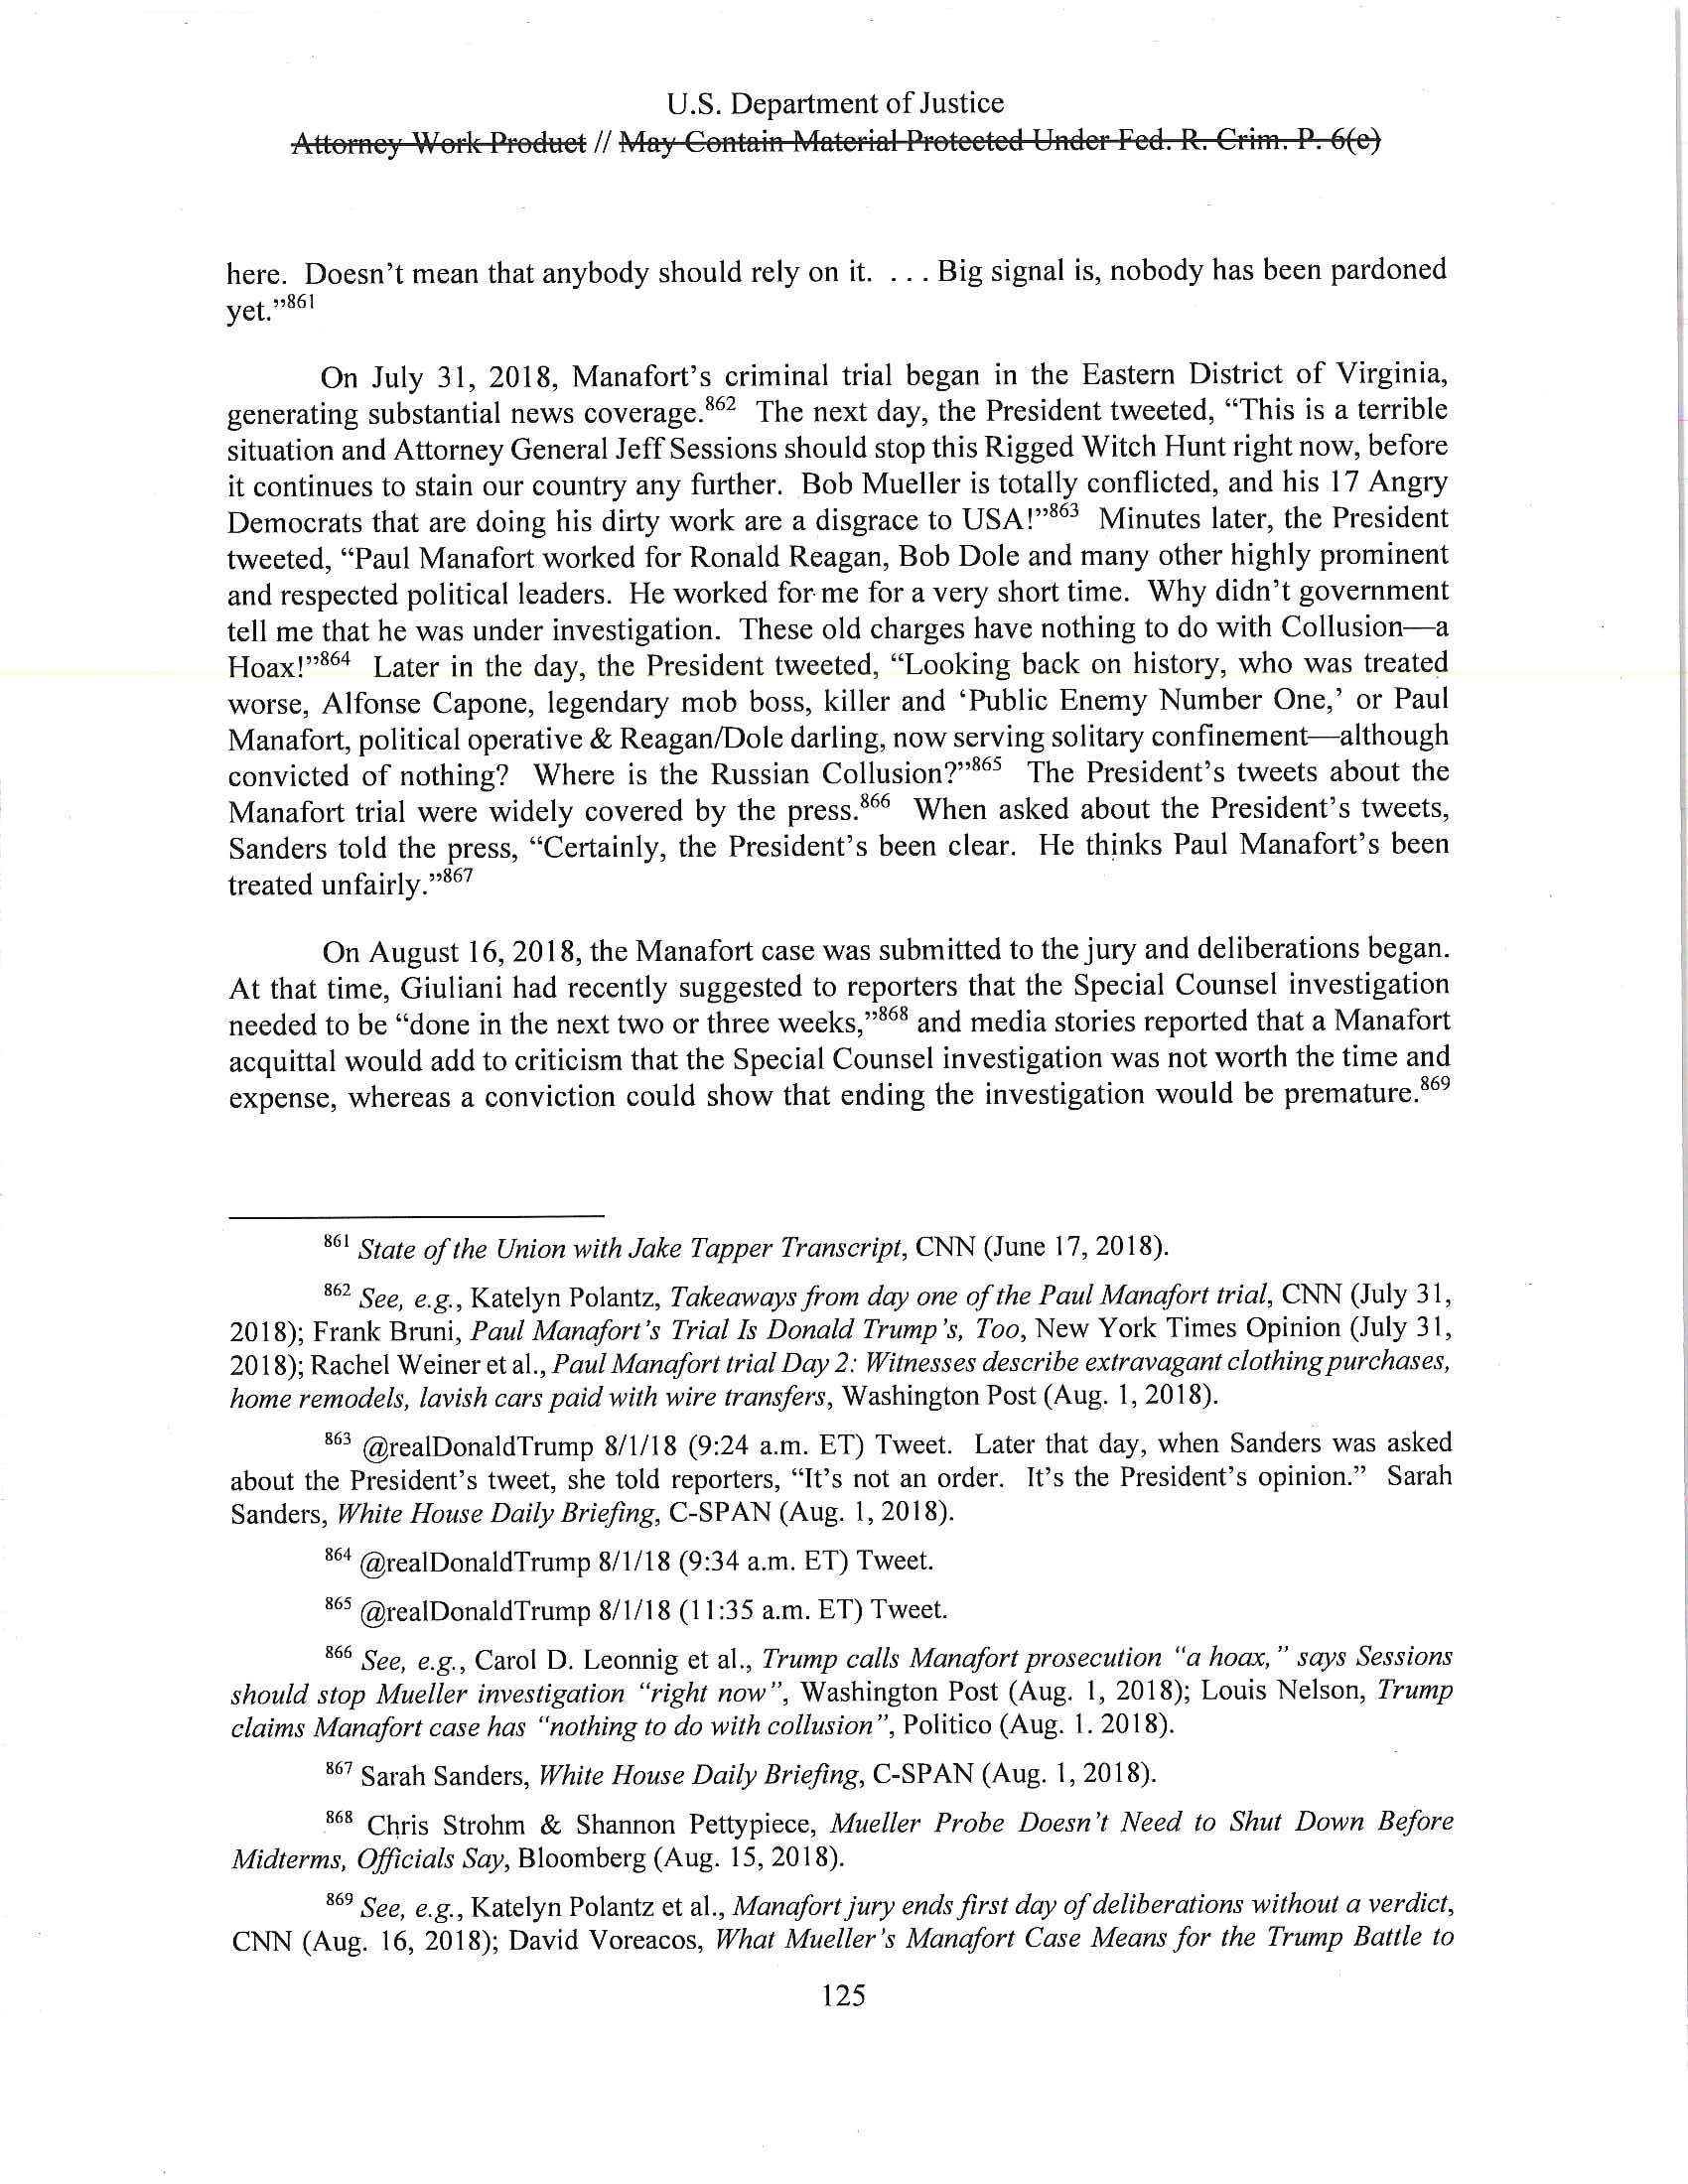 U.S. Department of Justice
Attorney Work Product // May Contain Material Protected Under Fed. R. Crim. P. 6(e)
here. Doesn't mean that anybody should rely on it. . . . Big signal is, nobody has been pardoned
yet."861
On July 31, 2018, Manafort's criminal trial began in the Eastern District of Virginia,
generating substantial news coverage.862 The next day, the President tweeted, "This is a terrible
situation and Attorney General Jeff Sessions should stop this Rigged Witch Hunt right now, before
it continues to stain our country any further. Bob Mueller is totally conflicted, and his 17 Angry
Democrats that are doing his dirty work are a disgrace to USA!"863 Minutes later, the President
tweeted, "Paul Manafort worked for Ronald Reagan, Bob Dole and many other highly prominent
and respected political leaders. He worked for me for a very short time. Why didn't government
tell me that he was under investigation. These old charges have nothing to do with Collusion—a
Hoax!"864 Later in the day, the President tweeted, "Looking back on history, who was treated
worse, Alfonse Capone, legendary mob boss, killer and 'Public Enemy Number One,' or Paul
Manafort, political operative & Reagan/Dole darling, now serving solitary confinement—although
convicted of nothing? Where is the Russian Collusion?"865 The President's tweets about the
Manafort trial were widely covered by the press.866 When asked about the President's tweets,
Sanders told the press, "Certainly, the President's been clear. He thinks Paul Manafort's been
treated unfairly."867
On August 16, 2018, the Manafort case was submitted to the jury and deliberations began.
At that time, Giuliani had recently suggested to reporters that the Special Counsel investigation
needed to be "done in the next two or three weeks,"868 and media stories reported that a Manafort
acquittal would add to criticism that the Special Counsel investigation was not worth the time and
expense, whereas a conviction could show that ending the investigation would be premature.869
861 State of the Union with Jake Tapper Transcript, CNN (June 17, 2018).
862 See, e.g., Katelyn Polantz, Takeaways from day one of the Paul Manafort trial, CNN (July 31,
2018); Frank Bruni, Paul Manafort's Trial Is Donald Trump's, Too, New York Times Opinion (July 31,
2018); Rachel Weiner et al., Paul Manafort trial Day 2: Witnesses describe extravagant clothing purchases,
home remodels, lavish cars paid with wire transfers, Washington Post (Aug. 1, 2018).
863 @realDonaldTrump 8/1/18 (9:24 a.m. ET) Tweet. Later that day, when Sanders was asked
about the President's tweet, she told reporters, "It's not an order. It's the President's opinion." Sarah
Sanders, White House Daily Briefing, C-SPAN (Aug. 1, 2018).
864 @realDonaldTrump 8/1/18 (9:34 a.m. ET) Tweet.
865 @realDonaldTrump 8/1/18 (11:35 a.m. ET) Tweet.
866 See, e.g., Carol D. Leonnig et al., Trump calls Manafort prosecution "a hoax," says Sessions
should stop Mueller investigation "right now", Washington Post (Aug. 1, 2018); Louis Nelson, Trump
claims Manafort case has "nothing to do with collusion", Politico (Aug. 1. 2018).
867 Sarah Sanders, White House Daily Briefing, C-SPAN (Aug. 1, 2018).
868 Chris Strohm & Shannon Pettypiece, Mueller Probe Doesn't Need to Shut Down Before
Midterms, Officials Say, Bloomberg (Aug. 15, 2018).
869 See, e.g., Katelyn Polantz et al., Manafort jury ends first day of deliberations without a verdict,
CNN (Aug. 16, 2018); David Voreacos, What Mueller's Manafort Case Means for the Trump Battle to
125